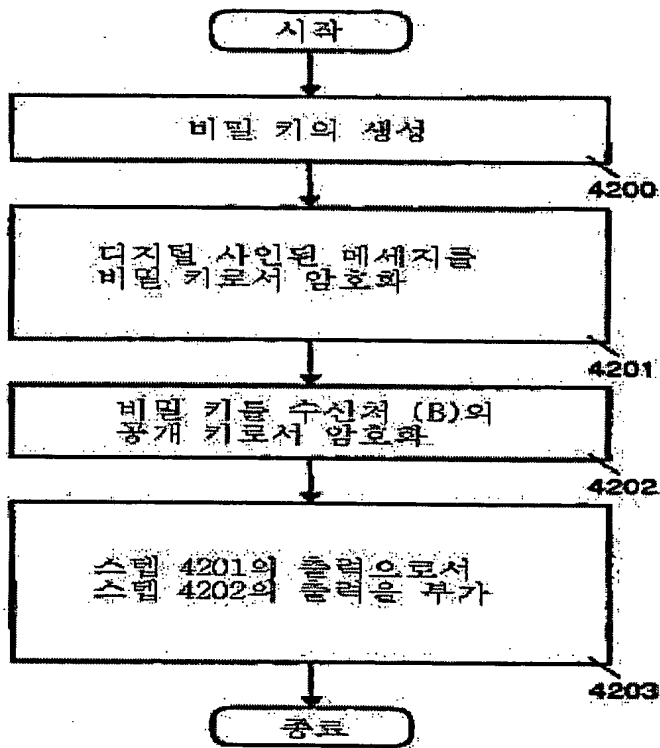 시작
비밀 키의 생성
4200
디지털 사인된 메세지를
비밀 키로서 암호화
4201
비밀 키를 수신처 (B)의
공개 키로서 암호화
4202
스텝 4201의 출력으로서
스텝 4202의 출력을 부가
4203
종료